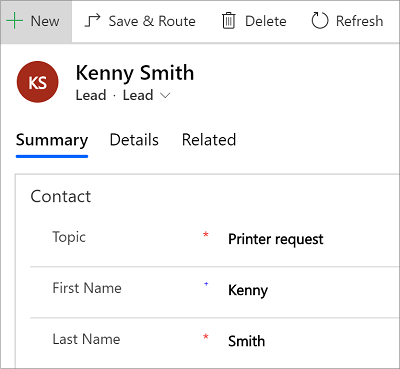 New Save & Route Delete Refresh
KS
Kenny Smith
Lead · Lead
Summary Details Related
Contact
Topic * Printer request
First Name + Kenny
Last Name * Smith